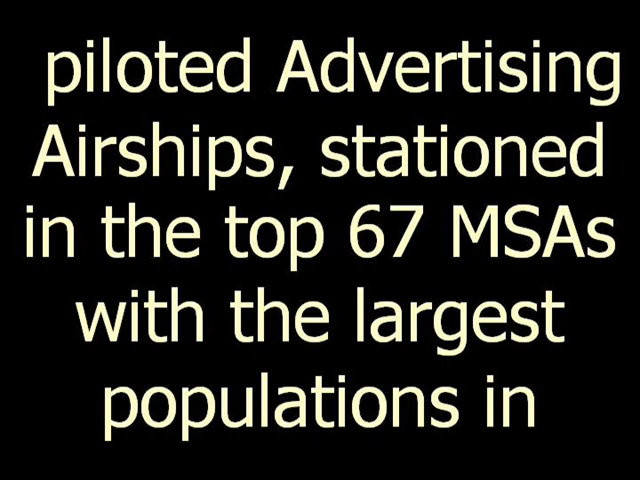 piloted Advertising
Airships, stationed
in the top 67 MSAs
with the largest
populations in